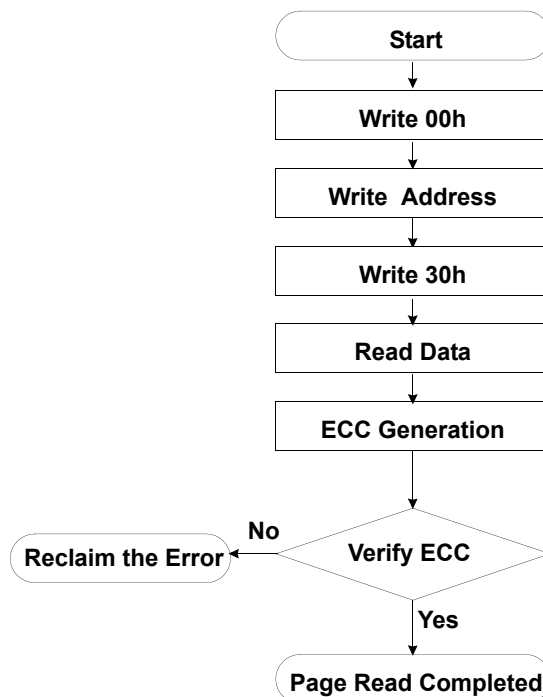 Start
Write 00h
Write Address
Write 30h
Read Data
ECC Generation
No
Reclaim the Error
Verify ECC
Yes
Page Read Completed